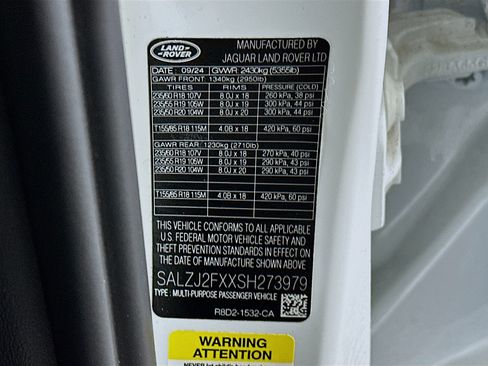 LAND ROVER
MANUFACTURED BY
JAGUAR LAND ROVER LTD
DATE 09/24 GVWR 2430kg (5355lb)
GAWR FRONT: 1340kg (2950lb)
TIRES RIMS PRESSURE (COLD)
235/60 R18 107V 8.0J x 18 260 kPa, 38 psi
235/55 R19 105W 8.0J x 19 300 kPa, 44 psi
235/50 R20 104W 8.0J x 20 300 kPa, 44 psi
T155/85 R18 115M 4.0B x 18 420 kPa, 60 psi
GAWR REAR: 1230kg (2710lb)
235/60 R18 107V 8.0J x 18 270 kPa, 40 psi
235/55 R19 105W 8.0J x 19 290 kPa, 43 psi
235/50 R20 104W 8.0J x 20 290 kPa, 43 psi
T155/85 R18 115M 4.0B x 18 420 kPa, 60 psi
THIS VEHICLE CONFORMS TO ALL APPLICABLE
U.S. FEDERAL MOTOR VEHICLE SAFETY AND
THEFT PREVENTION STANDARDS IN EFFECT ON
THE DATE OF MANUFACTURE SHOWN ABOVE
SALZJ2FXXSH273979
TYPE: MULTI-PURPOSE PASSENGER VEHICLE
R8D2-1532-CA
WARNING
ATTENTION